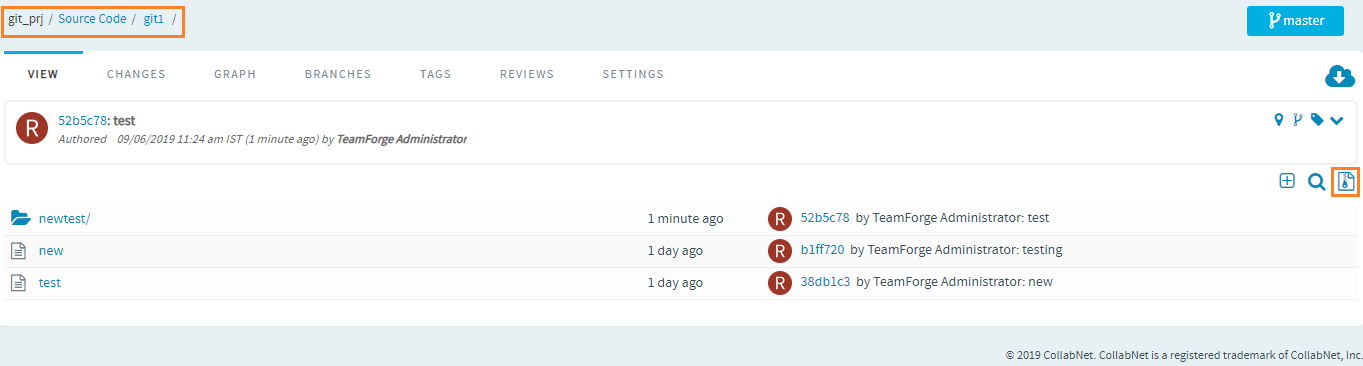 git_prj / Source Code / git1 /
master
VIEW CHANGES GRAPH BRANCHES TAGS REVIEWS SETTINGS
R
52b5c78: test
Authored 09/06/2019 11:24 am IST (1 minute ago) by TeamForge Administrator
newtest/ 1 minute ago R 52b5c78 by TeamForge Administrator: test
new 1 day ago R b1ff720 by TeamForge Administrator: testing
test 1 day ago R 38db1c3 by TeamForge Administrator: new
© 2019 CollabNet. CollabNet is a registered trademark of CollabNet, Inc.